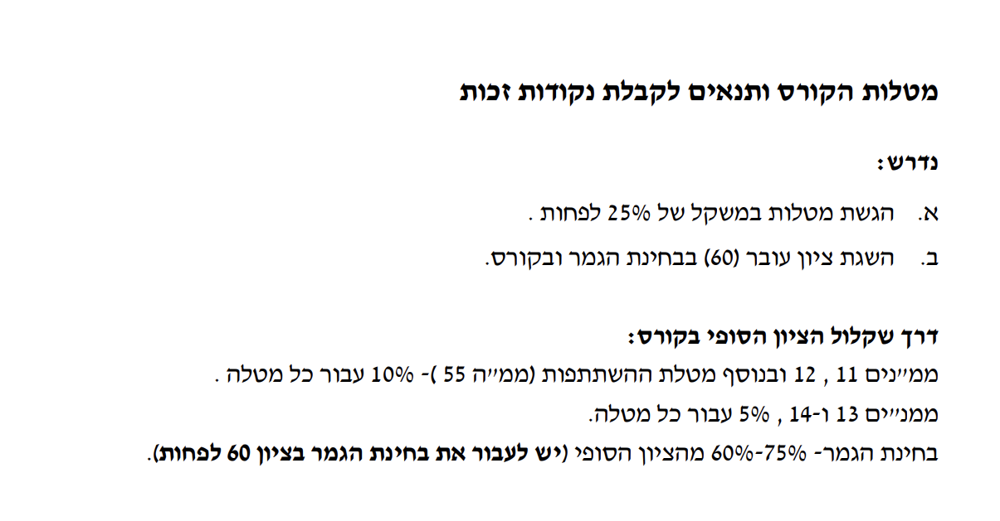 מטלות הקורס ותנאים לקבלת נקודות זכות
נדרש:
א. הגשת מטלות במשקל של 25% לפחות .
ב. השגת ציון עובר (60) בבחינת הגמר ובקורס.
דרך שקלול הציון הסופי בקורס:
ממ״נים 11 , 12 ובנוסף מטלת ההשתתפות (ממ״ה 55 )- 10% עבור כל מטלה .
ממנ״ים 13 ו-14 , 5% עבור כל מטלה.
בחינת הגמר- 60%-75% מהציון הסופי (יש לעבור את בחינת הגמר בציון 60 לפחות).